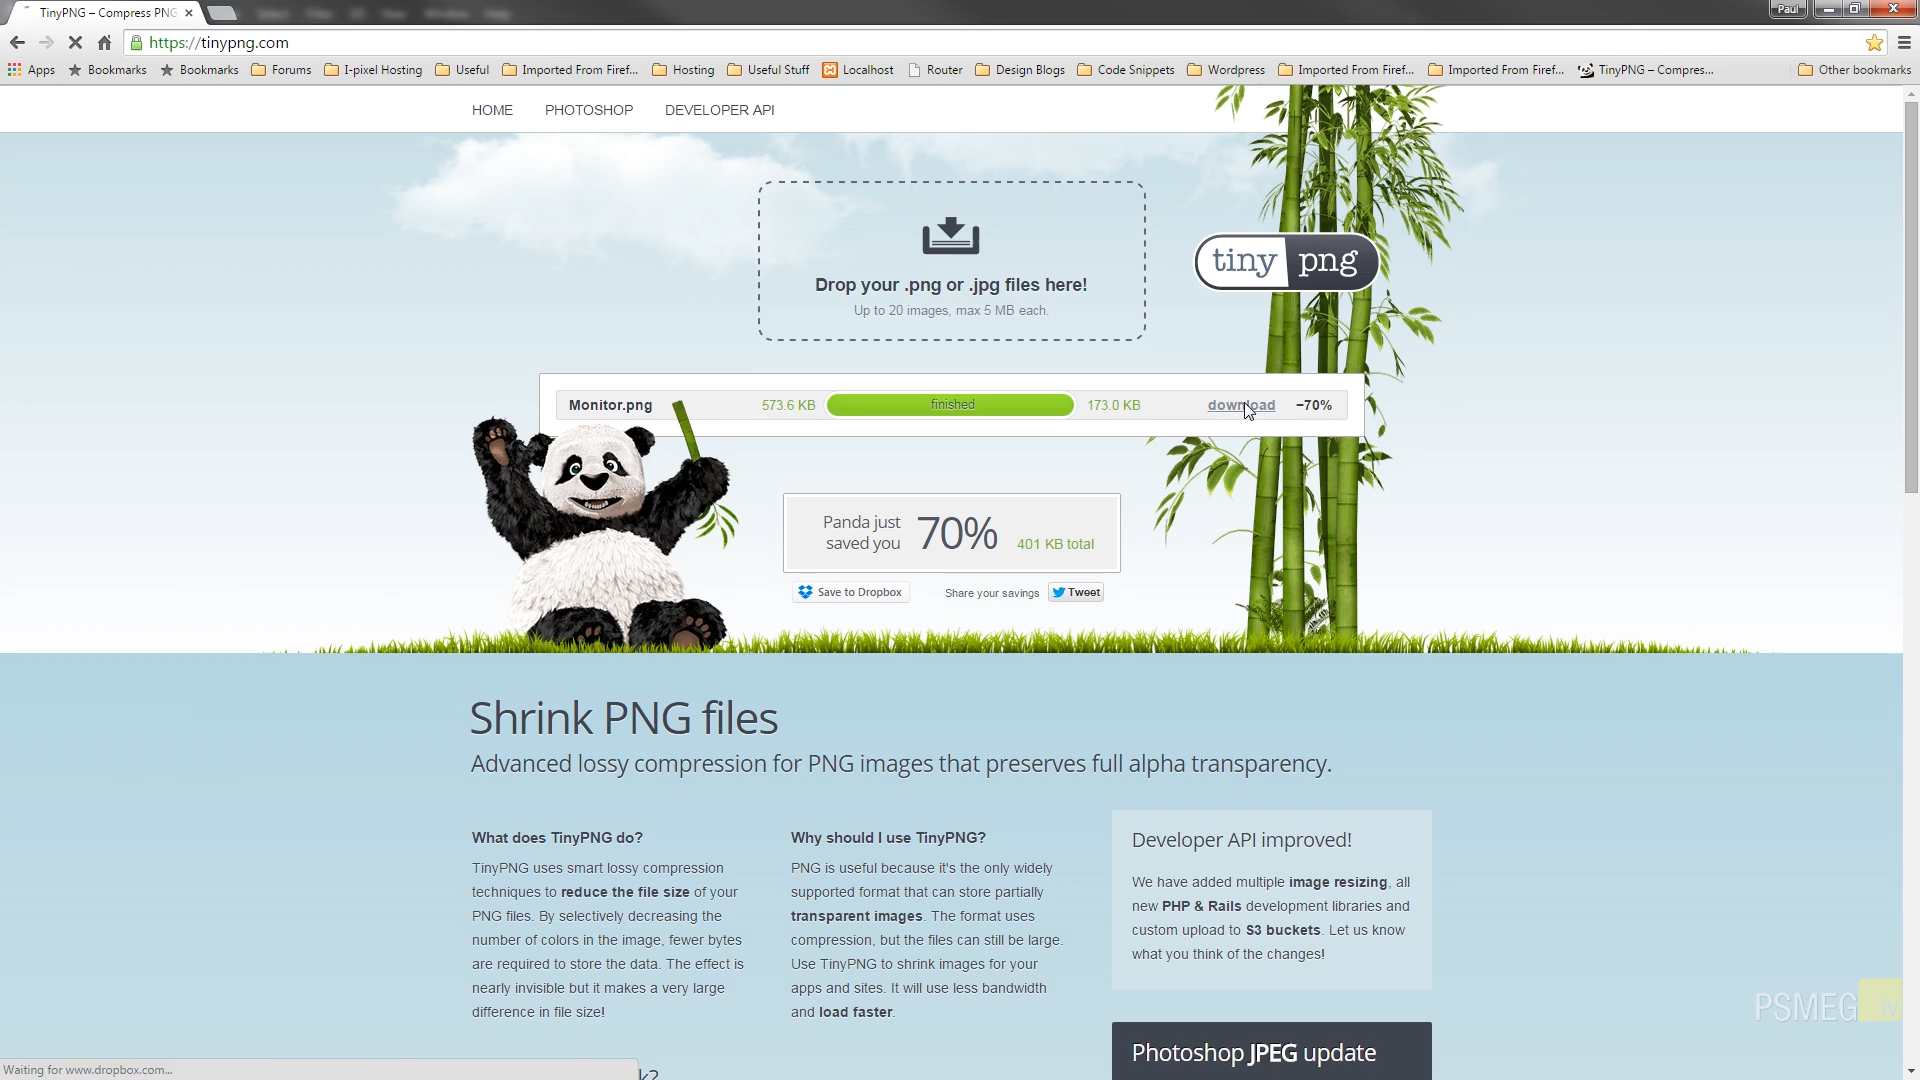 TinyPNG – Compress PNG
Paul
https://tinypng.com
Apps
Bookmarks
Bookmarks
Forums
I-pixel Hosting
Useful
Imported From Firef...
Hosting
Useful Stuff
Localhost
Router
Design Blogs
Code Snippets
Wordpress
Imported From Firef...
Imported From Firef...
TinyPNG – Compres...
Other bookmarks
HOME
PHOTOSHOP
DEVELOPER API
Drop your .png or .jpg files here!
Up to 20 images, max 5 MB each.
tiny png
Monitor.png 573.6 KB finished 173.0 KB download −70%
Panda just
saved you
70%
401 KB total
Save to Dropbox
Share your savings
Tweet
Shrink PNG files
Advanced lossy compression for PNG images that preserves full alpha transparency.
What does TinyPNG do?
TinyPNG uses smart lossy compression
techniques to reduce the file size of your
PNG files. By selectively decreasing the
number of colors in the image, fewer bytes
are required to store the data. The effect is
nearly invisible but it makes a very large
difference in file size!
Why should I use TinyPNG?
PNG is useful because it's the only widely
supported format that can store partially
transparent images. The format uses
compression, but the files can still be large.
Use TinyPNG to shrink images for your
apps and sites. It will use less bandwidth
and load faster.
Developer API improved!
We have added multiple image resizing, all
new PHP & Rails development libraries and
custom upload to S3 buckets. Let us know
what you think of the changes!
Photoshop JPEG update
PSMEG tv
Waiting for www.dropbox.com...